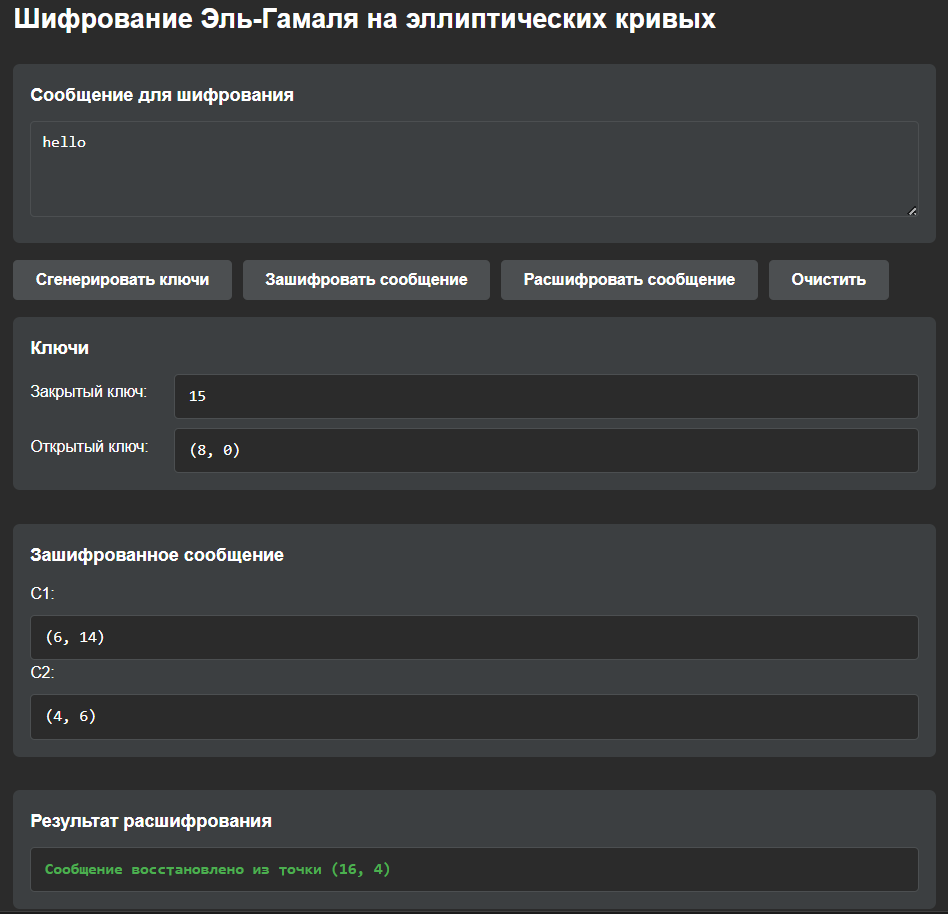 Шифрование Эль-Гамаля на эллиптических кривых
Сообщение для шифрования
hello
Сгенерировать ключи
Зашифровать сообщение
Расшифровать сообщение
Очистить
Ключи
Закрытый ключ:
15
Открытый ключ:
(8, 0)
Зашифрованное сообщение
C1:
(6, 14)
C2:
(4, 6)
Результат расшифрования
Сообщение восстановлено из точки (16, 4)